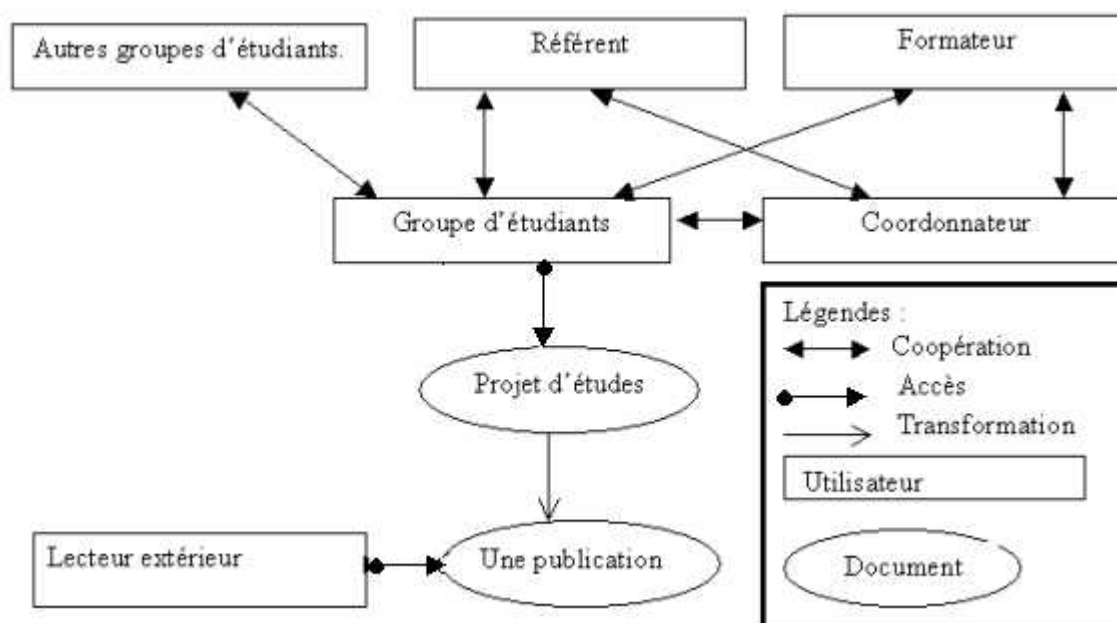 Autres groupes d'étudiants.
Référent
Formateur
Groupe d'étudiants
Coordonnateur
Légendes :
Coopération
Accès
Transformation
Utilisateur
Document
Projet d'études
Lecteur extérieur
Une publication